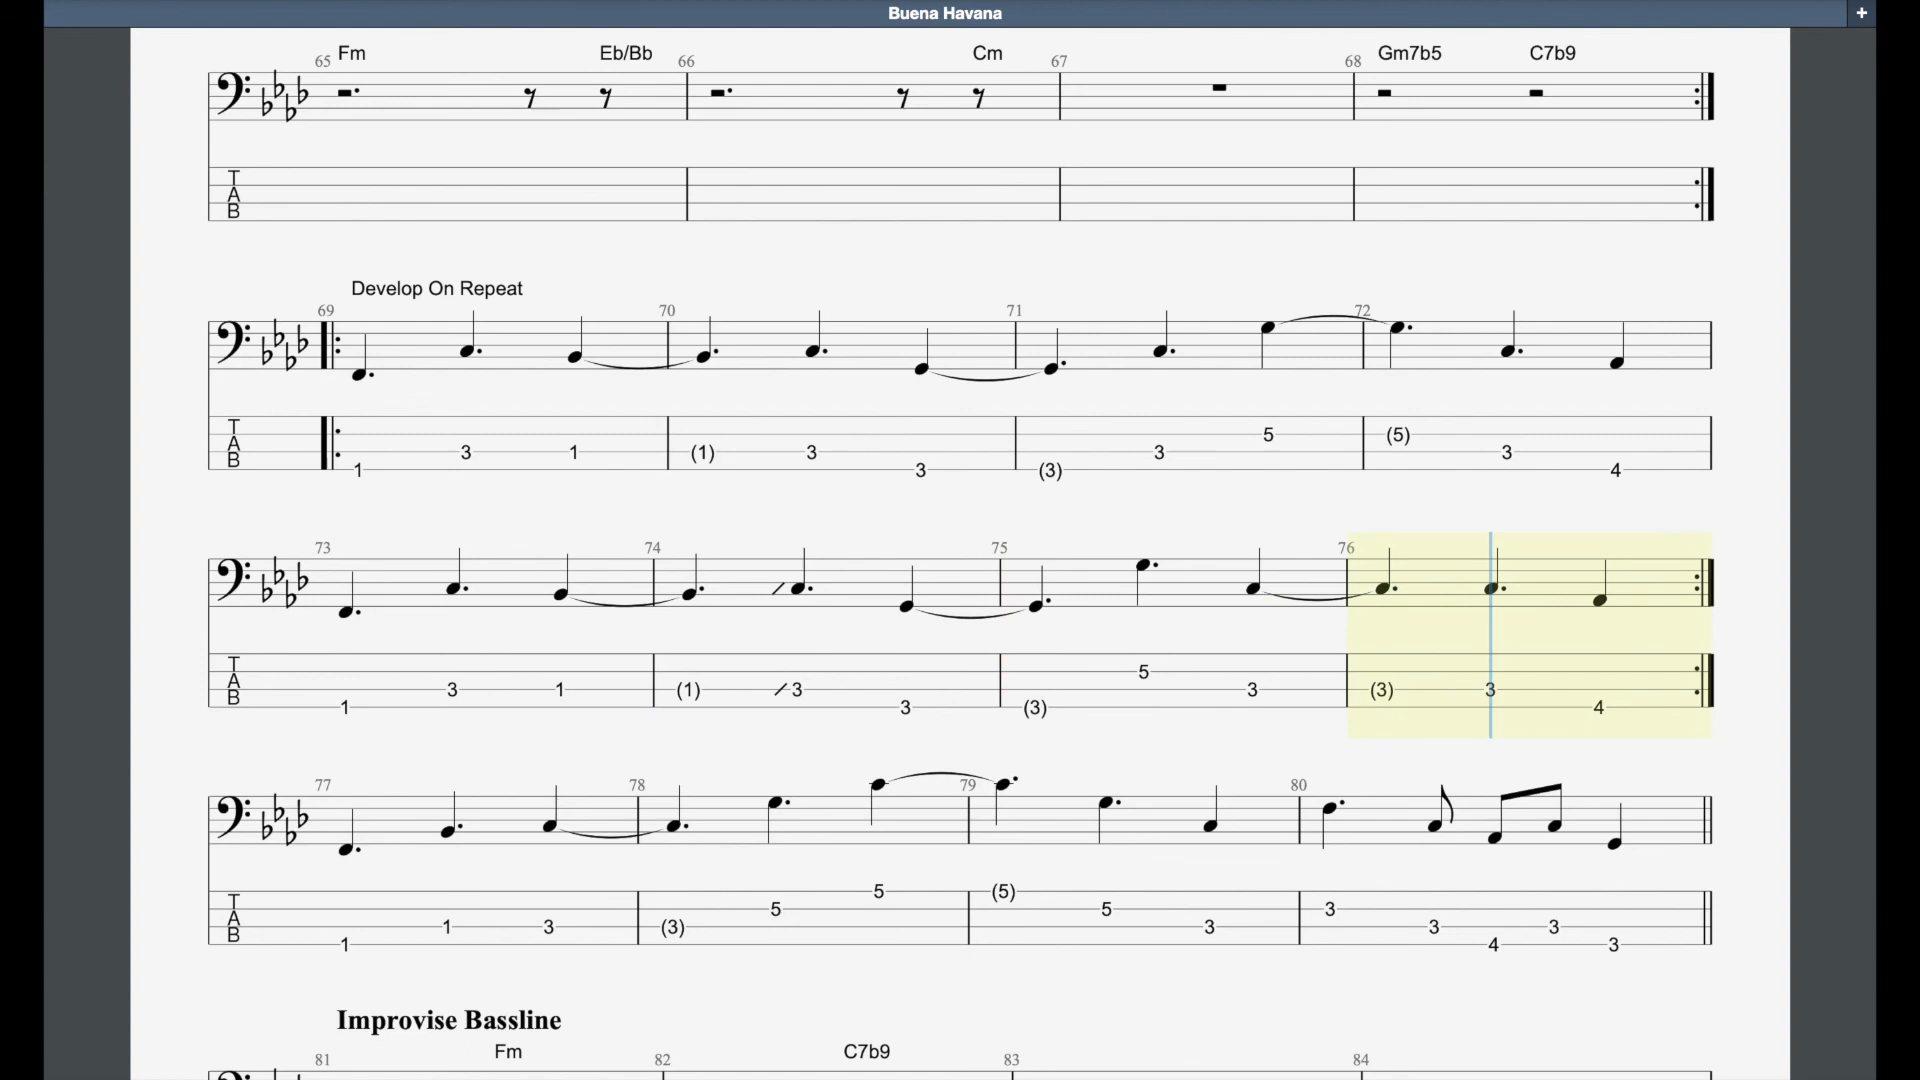 Buena Havana +
65 Fm Eb/Bb 66 Cm 67 68 Gm7b5 C7b9
T
A
B
Develop On Repeat
69 70 71 72
T
A
B
1 3 1 (1) 3 3 (3) 3 5 (5) 3 4
73 74 75 76
T
A
B
1 3 1 (1) 3 3 (3) 5 3 (3) 3 4
77 78 79 80
T
A
B
1 1 3 (3) 5 5 (5) 5 3 3 3 4 3 3
Improvise Bassline
81 Fm 82 C7b9 83 84